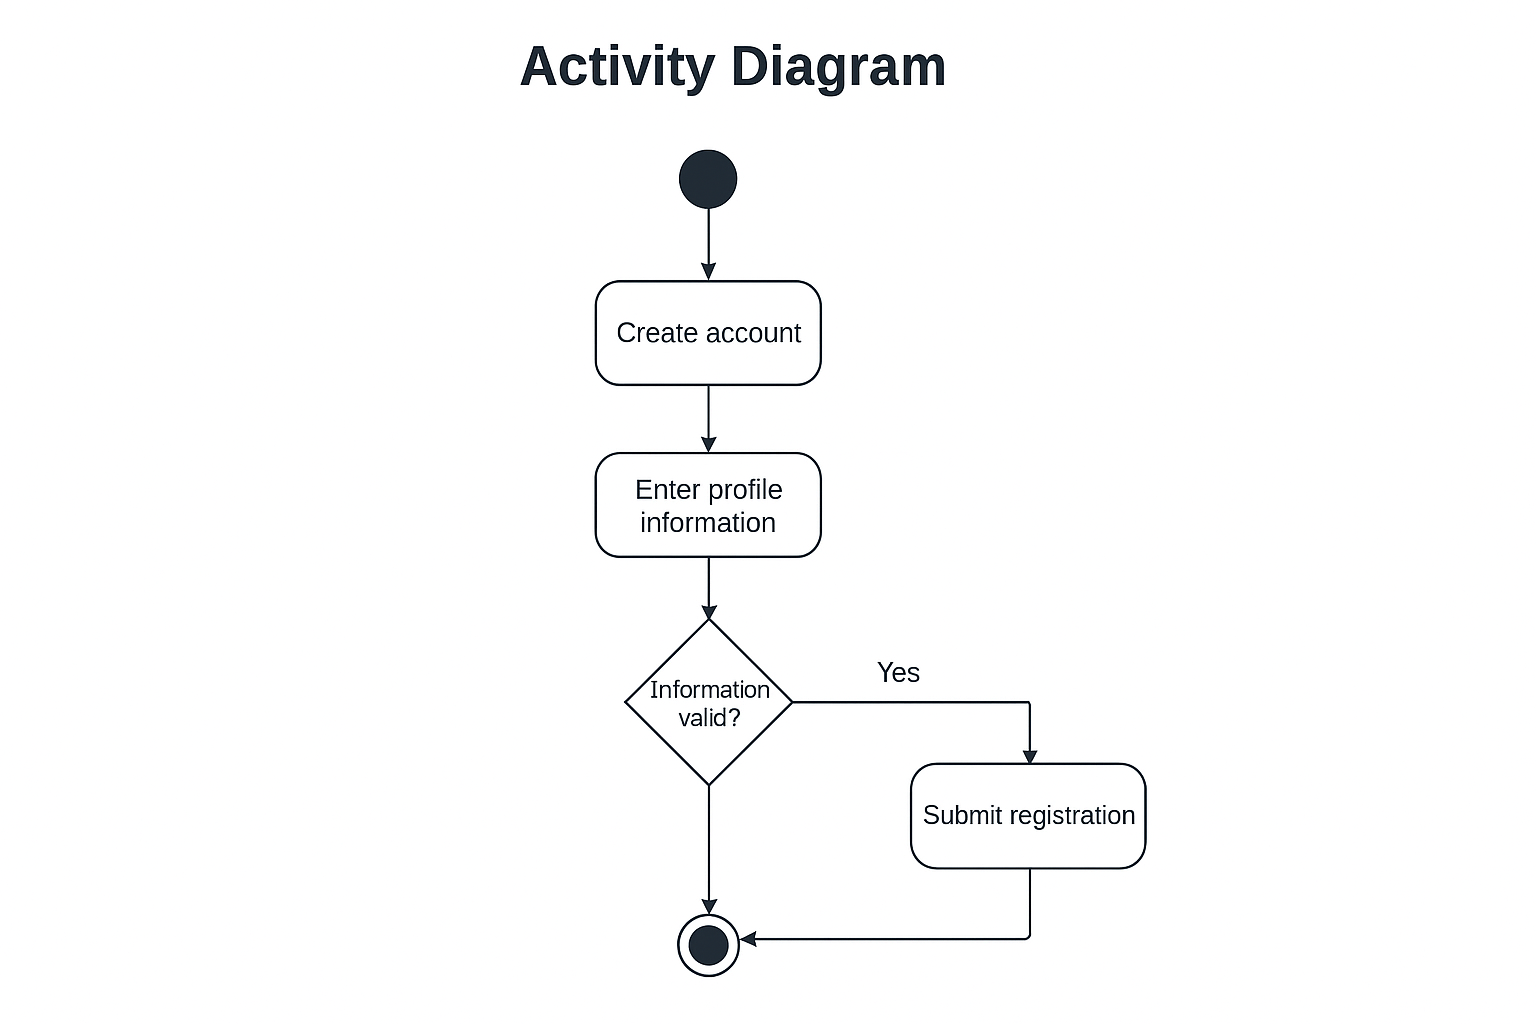 Activity Diagram
Create account
Enter profile
information
Information
valid?
Yes
Submit registration